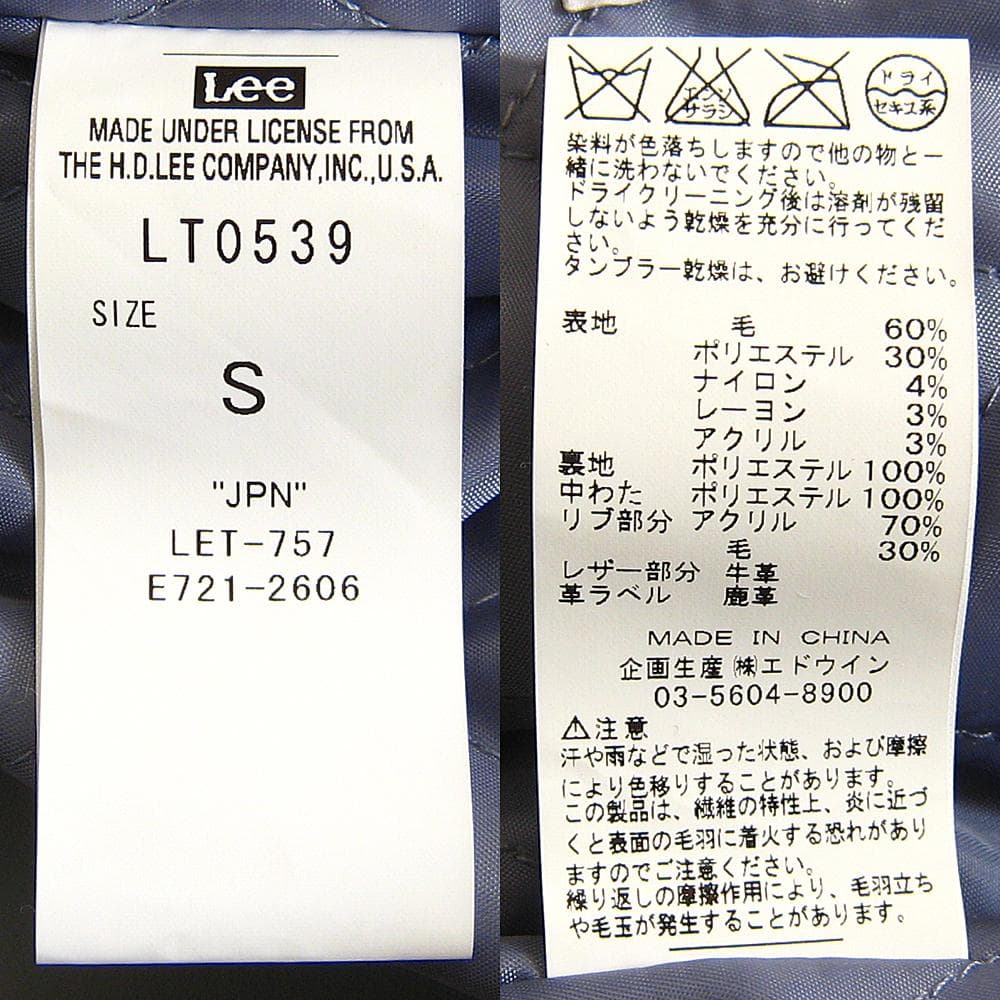 Lee
MADE UNDER LICENSE FROM
THE H.D.LEE COMPANY,INC.,U.S.A.
LT0539
SIZE
S
"JPN"
LET-757
E721-2606
エンソ
サラシ
ドライ
セキユ系
染料が色落ちしますので他の物と一
緒に洗わないでください。
ドライクリーニング後は溶剤が残留
しないよう乾燥を充分に行ってくだ
さい。
タンブラー乾燥は、お避けください。
表地 毛 60%
ポリエステル 30%
ナイロン 4%
レーヨン 3%
アクリル 3%
裏地 ポリエステル 100%
中わた ポリエステル 100%
リブ部分 アクリル 70%
毛 30%
レザー部分 牛革
革ラベル 鹿革
MADE IN CHINA
企画生産 ㈱エドウイン
03-5604-8900
⚠注意
汗や雨などで湿った状態、および摩擦
により色移りすることがあります。
この製品は、繊維の特性上、炎に近づ
くと表面の毛羽に着火する恐れがあり
ますのでご注意ください。
繰り返しの摩擦作用により、毛羽立ち
や毛玉が発生することがあります。